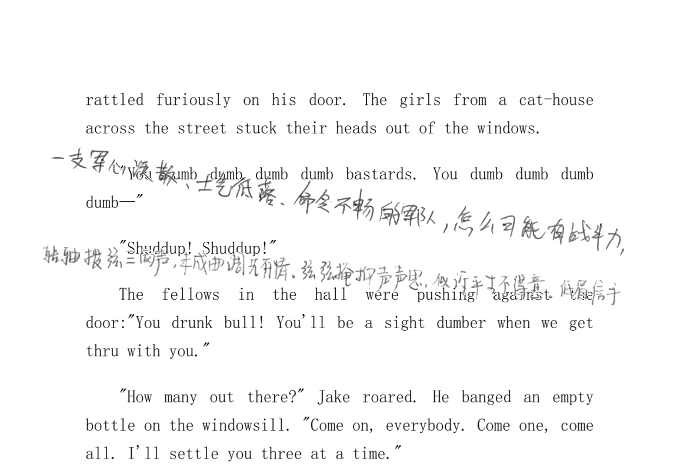 rattled furiously on his door. The girls from a cat-house
across the street stuck their heads out of the windows.
一支军心涣散、士气低落、命令不畅的军队，怎么可能有战斗力，
"You dumb dumb dumb dumb bastards. You dumb dumb dumb
dumb—"
"Shuddup! Shuddup!"
转轴拨弦三两声，未成曲调先有情。弦弦掩抑声声思，似诉平生不得意。低眉信手
The fellows in the hall were pushing against the
door:"You drunk bull! You'll be a sight dumber when we get
thru with you."
"How many out there?" Jake roared. He banged an empty
bottle on the windowsill. "Come on, everybody. Come one, come
all. I'll settle you three at a time."